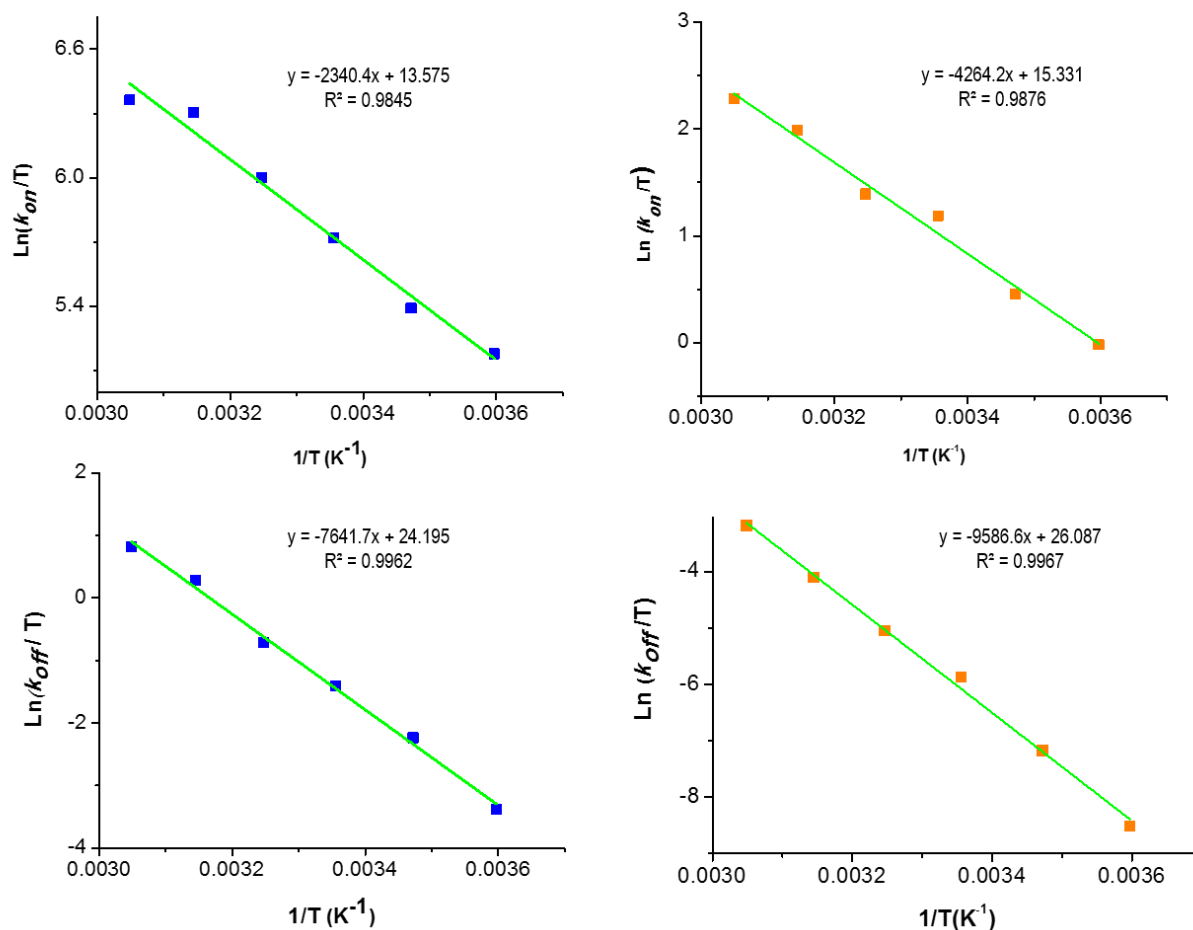 6.6
6.0
5.4
Ln(k_on/T)
y = -2340.4x + 13.575
R² = 0.9845
0.0030 0.0032 0.0034 0.0036
1/T (K⁻¹)
3
2
1
0
Ln (k_on/T)
y = -4264.2x + 15.331
R² = 0.9876
0.0030 0.0032 0.0034 0.0036
1/T (K⁻¹)
2
0
-2
-4
Ln(k_off/ T)
y = -7641.7x + 24.195
R² = 0.9962
0.0030 0.0032 0.0034 0.0036
1/T (K⁻¹)
-4
-6
-8
Ln (k_off/T)
y = -9586.6x + 26.087
R² = 0.9967
0.0030 0.0032 0.0034 0.0036
1/T(K⁻¹)